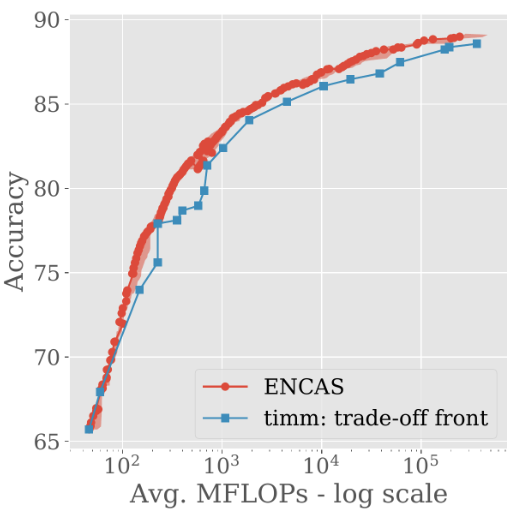 90
85
80
75
70
65
Accuracy
ENCAS
timm: trade-off front
10² 10³ 10⁴ 10⁵
Avg. MFLOPs - log scale